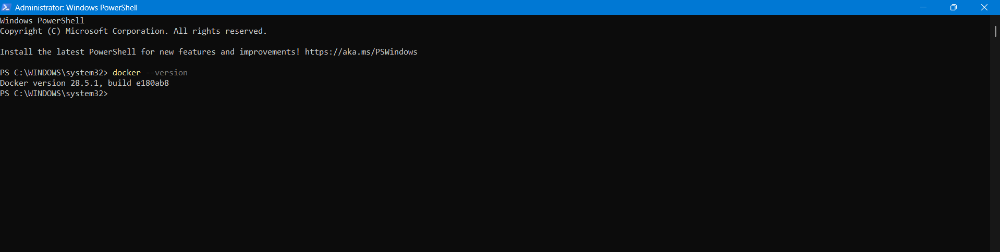 Administrator: Windows PowerShell
Windows PowerShell
Copyright (C) Microsoft Corporation. All rights reserved.
Install the latest PowerShell for new features and improvements! https://aka.ms/PSWindows
PS C:\WINDOWS\system32> docker --version
Docker version 28.5.1, build e180ab8
PS C:\WINDOWS\system32>